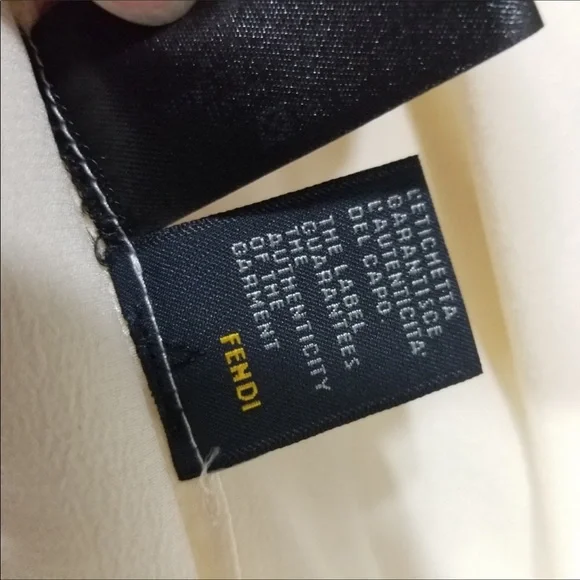 L'ETICHETTA
GARANTISCE
L'AUTENTICITA'
DEL CAPO.
THE LABEL
GUARANTEES
THE
AUTHENTICITY
OF THE
GARMENT
FENDI